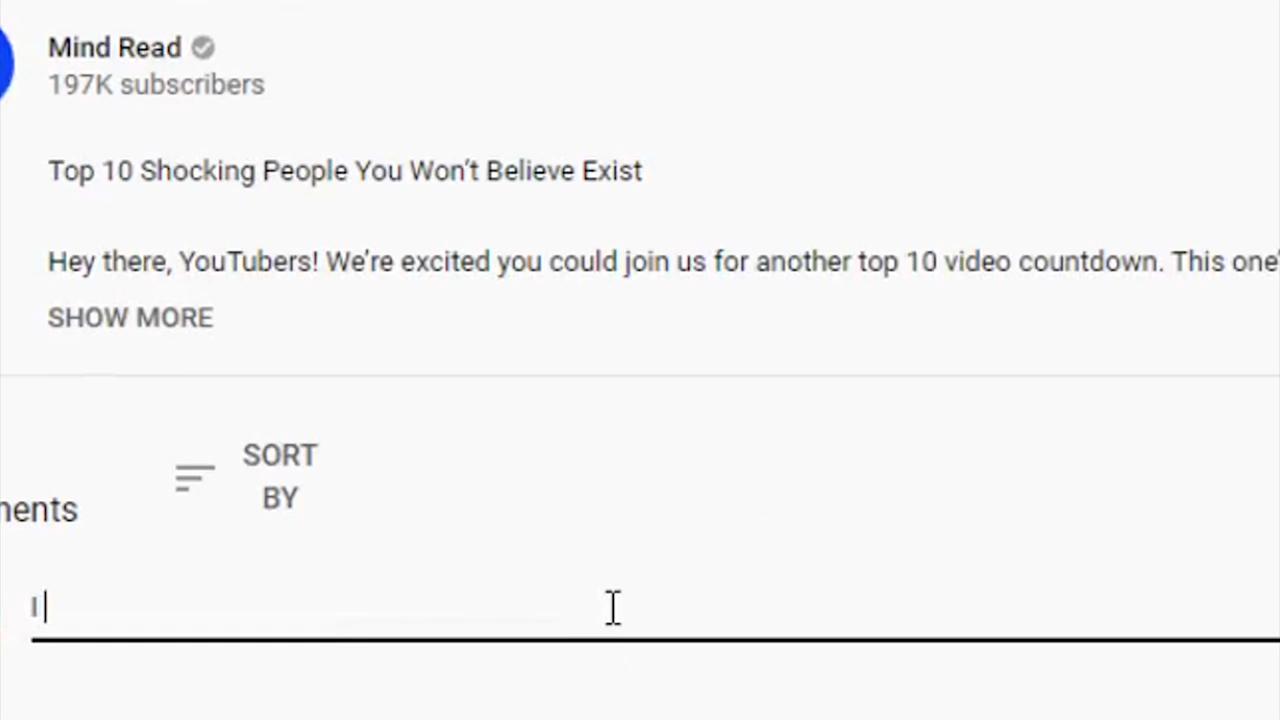 Mind Read
197K subscribers
Top 10 Shocking People You Won't Believe Exist
Hey there, YouTubers! We're excited you could join us for another top 10 video countdown. This one'
SHOW MORE
SORT
BY
nents
I